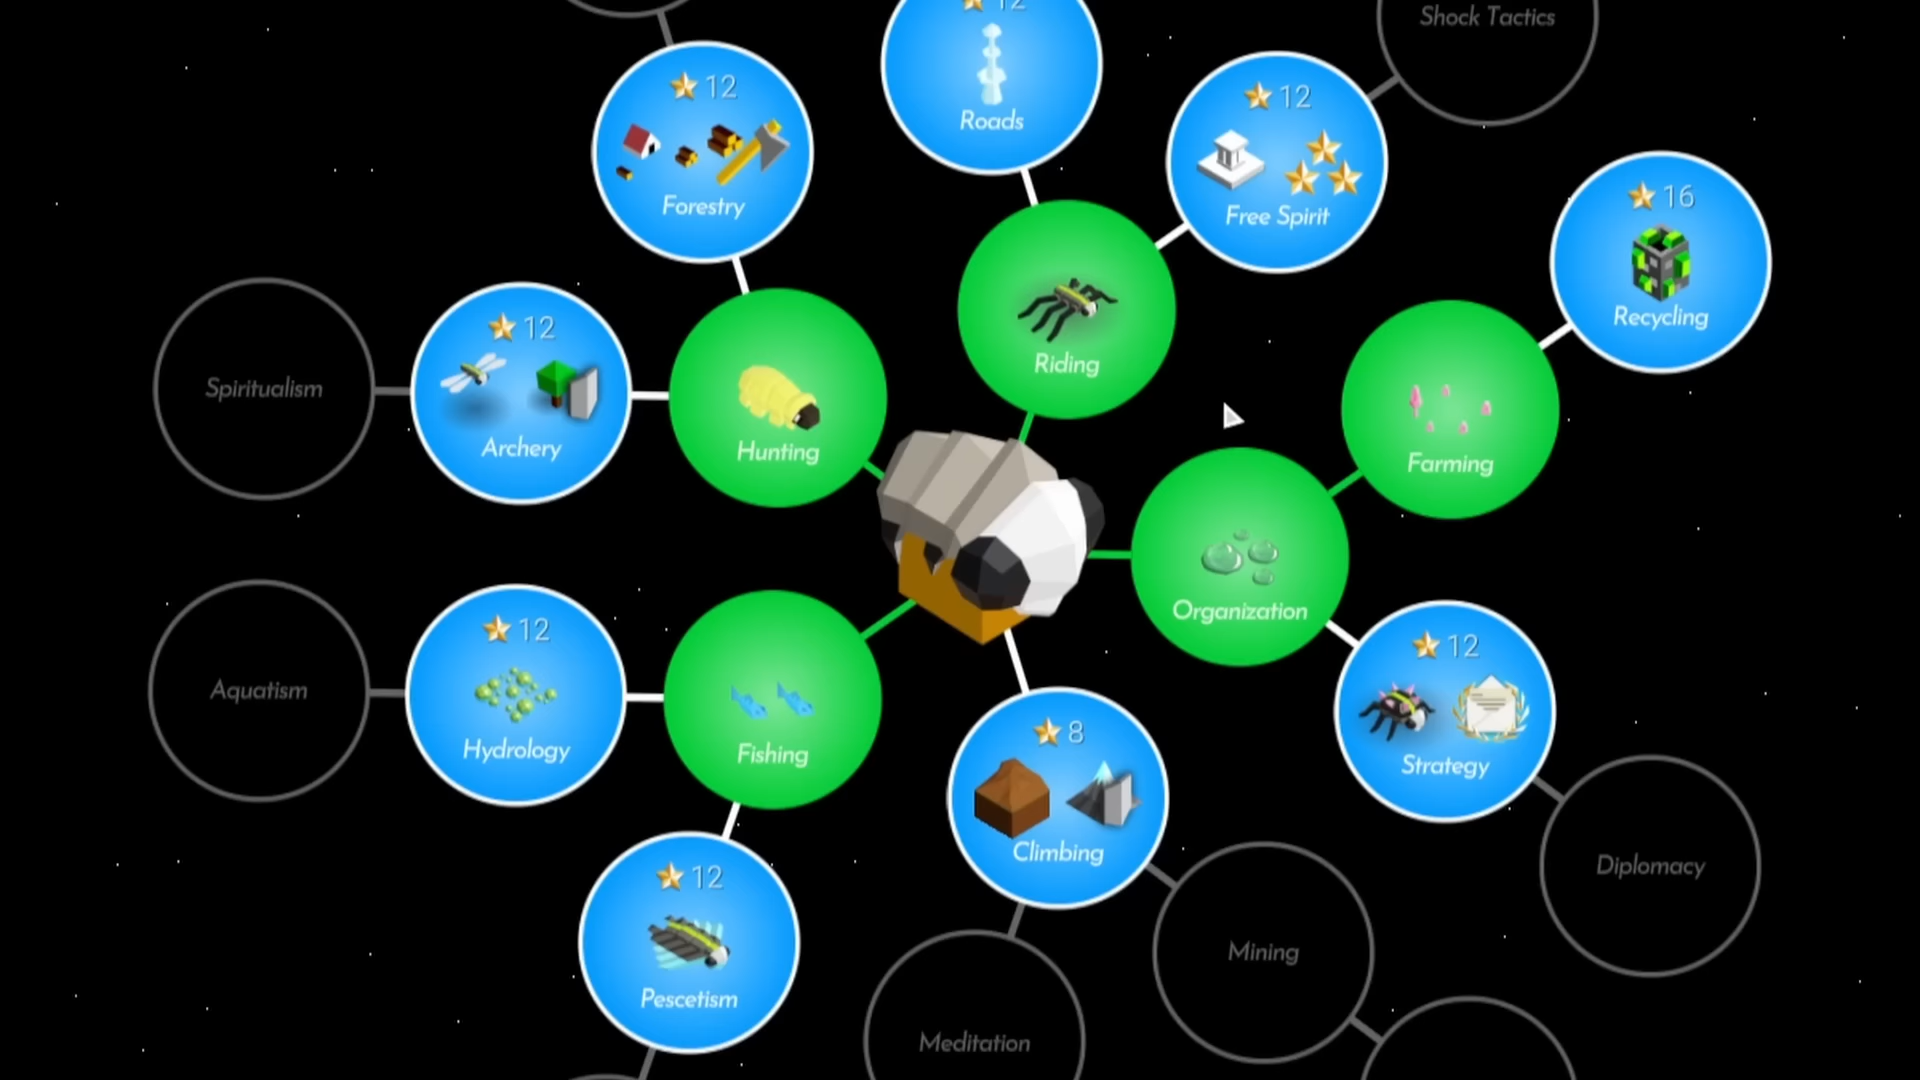 12
Shock Tactics
12
Forestry
Roads
12
Free Spirit
16
Recycling
Spiritualism
12
Archery
Hunting
Riding
Farming
Organization
Aquatism
12
Hydrology
Fishing
8
Climbing
12
Strategy
Diplomacy
12
Pescetism
Mining
Meditation
12